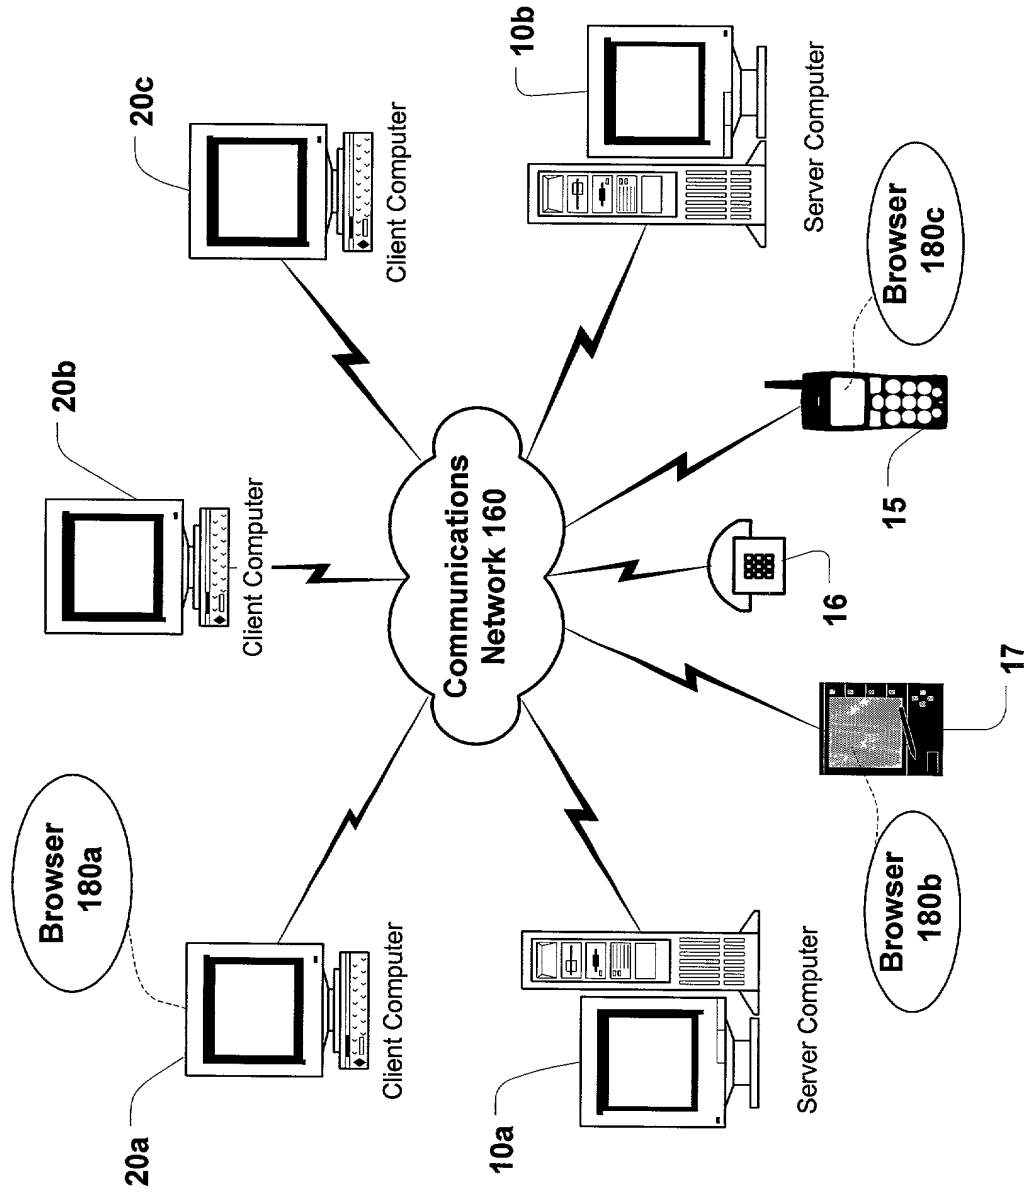 20a
Browser
180a
Client Computer
20b
Client Computer
20c
Client Computer
Communications
Network 160
10a
Server Computer
Browser
180b
17
16
15
Browser
180c
10b
Server Computer